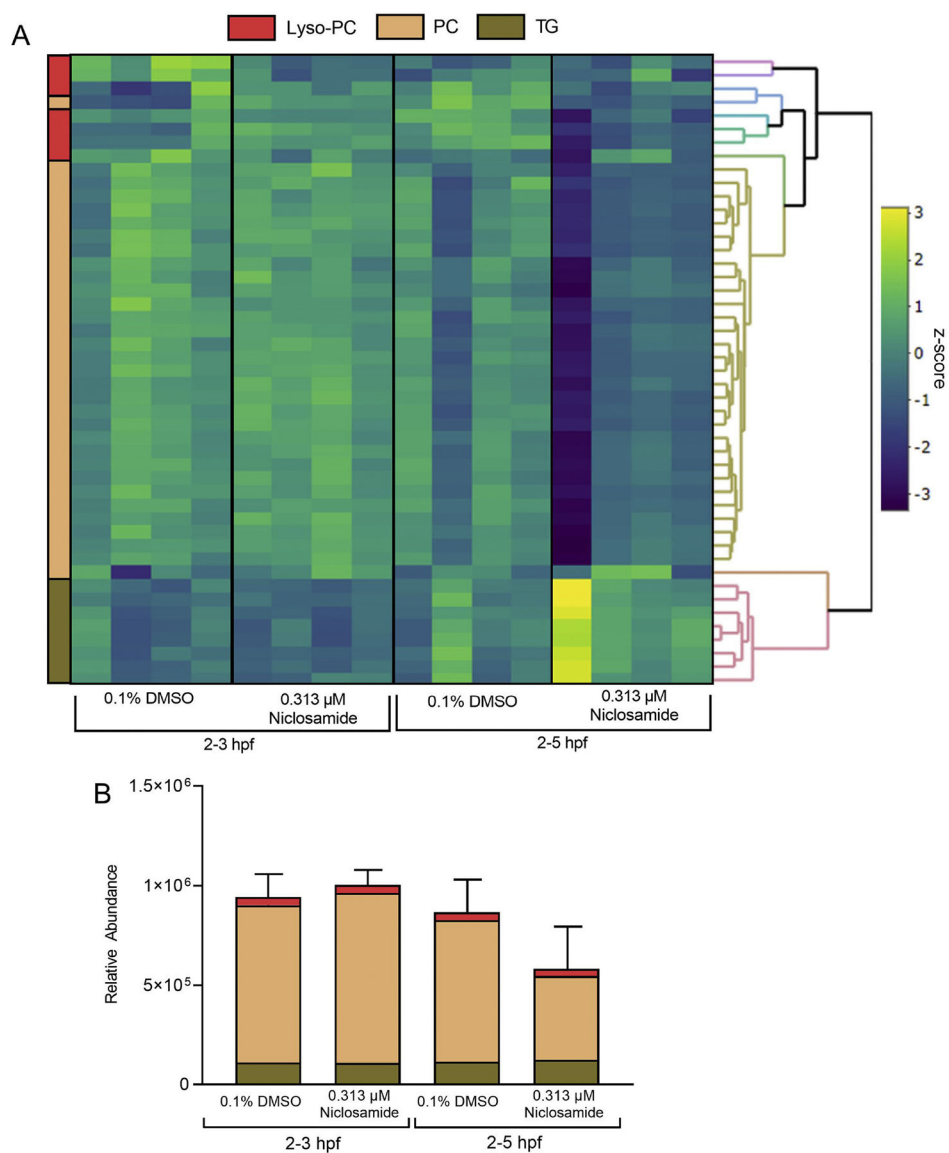 A
Lyso-PC PC TG
3
2
1
0
-1
-2
-3
z-score
0.1% DMSO
0.313 µM
Niclosamide
0.1% DMSO
0.313 µM
Niclosamide
2-3 hpf
2-5 hpf
B
1.5×10⁶
1×10⁶
5×10⁵
0
Relative Abundance
0.1% DMSO
0.313 µM
Niclosamide
0.1% DMSO
0.313 µM
Niclosamide
2-3 hpf
2-5 hpf